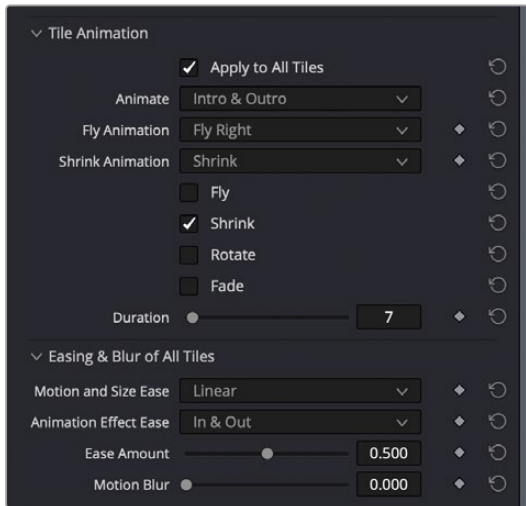 Tile Animation
Apply to All Tiles
Animate Intro & Outro
Fly Animation Fly Right
Shrink Animation Shrink
Fly
Shrink
Rotate
Fade
Duration 7
Easing & Blur of All Tiles
Motion and Size Ease Linear
Animation Effect Ease In & Out
Ease Amount 0.500
Motion Blur 0.000